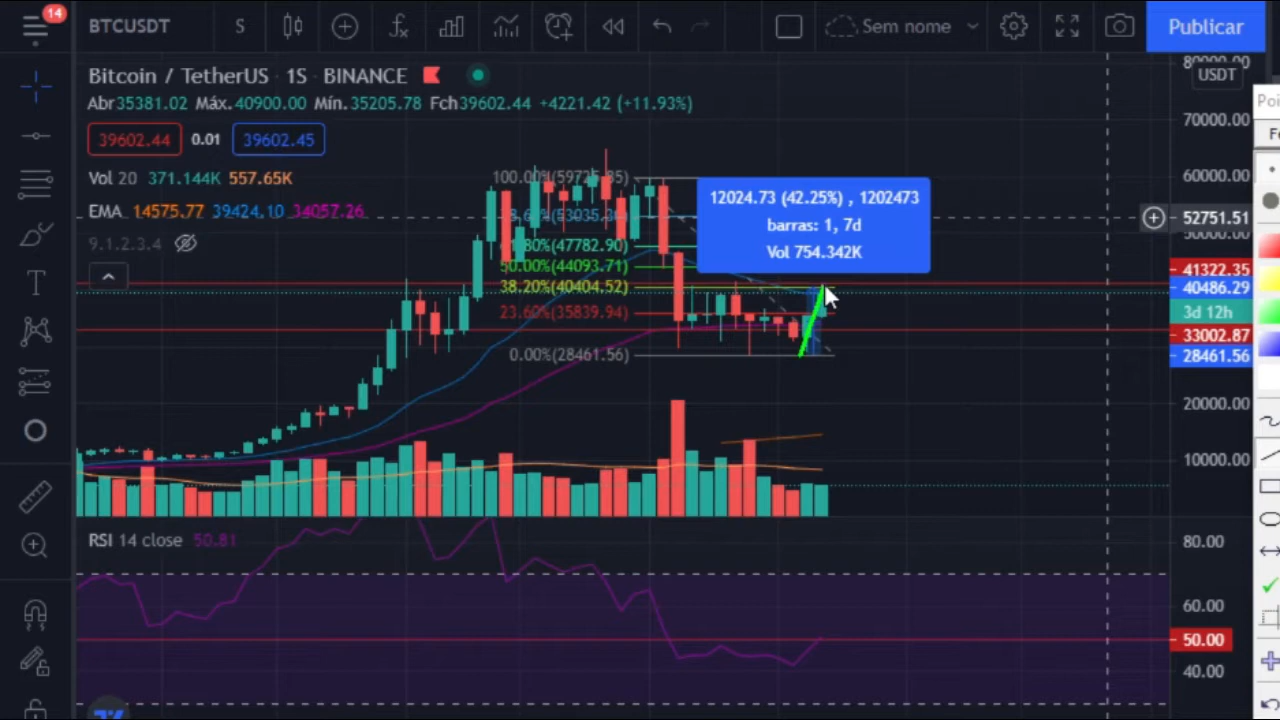 14
BTCUSDT
S
Sem nome
Publicar
Bitcoin / TetherUS · 1S · BINANCE
Abr35381.02 Máx.40900.00 Mín.35205.78 Fch39602.44 +4221.42 (+11.93%)
39602.44 0.01 39602.45
Vol 20 371.144K 557.65K
EMA 14575.77 39424.10 34057.26
9.1.2.3.4
50.00%(44093.71)
38.20%(40404.52)
23.60%(35839.94)
0.00%(28461.56)
12024.73 (42.25%) , 1202473
barras: 1, 7d
Vol 754.342K
80000.00
USDT
70000.00
60000.00
52751.51
50000.00
41322.35
40486.29
3d 12h
33002.87
28461.56
20000.00
10000.00
RSI 14 close 50.81
80.00
60.00
50.00
40.00
Poi